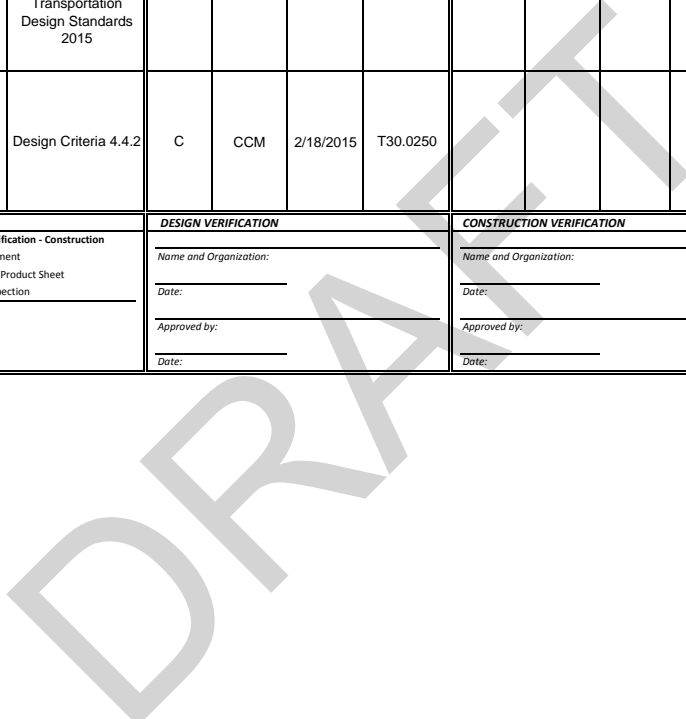 Transportation
Design Standards
2015
Design Criteria 4.4.2 C CCM 2/18/2015 T30.0250
DESIGN VERIFICATION CONSTRUCTION VERIFICATION
- Construction
Name and Organization: Name and Organization:
Product Sheet
Date: Date:
Approved by: Approved by:
Date: Date:
DRAFT